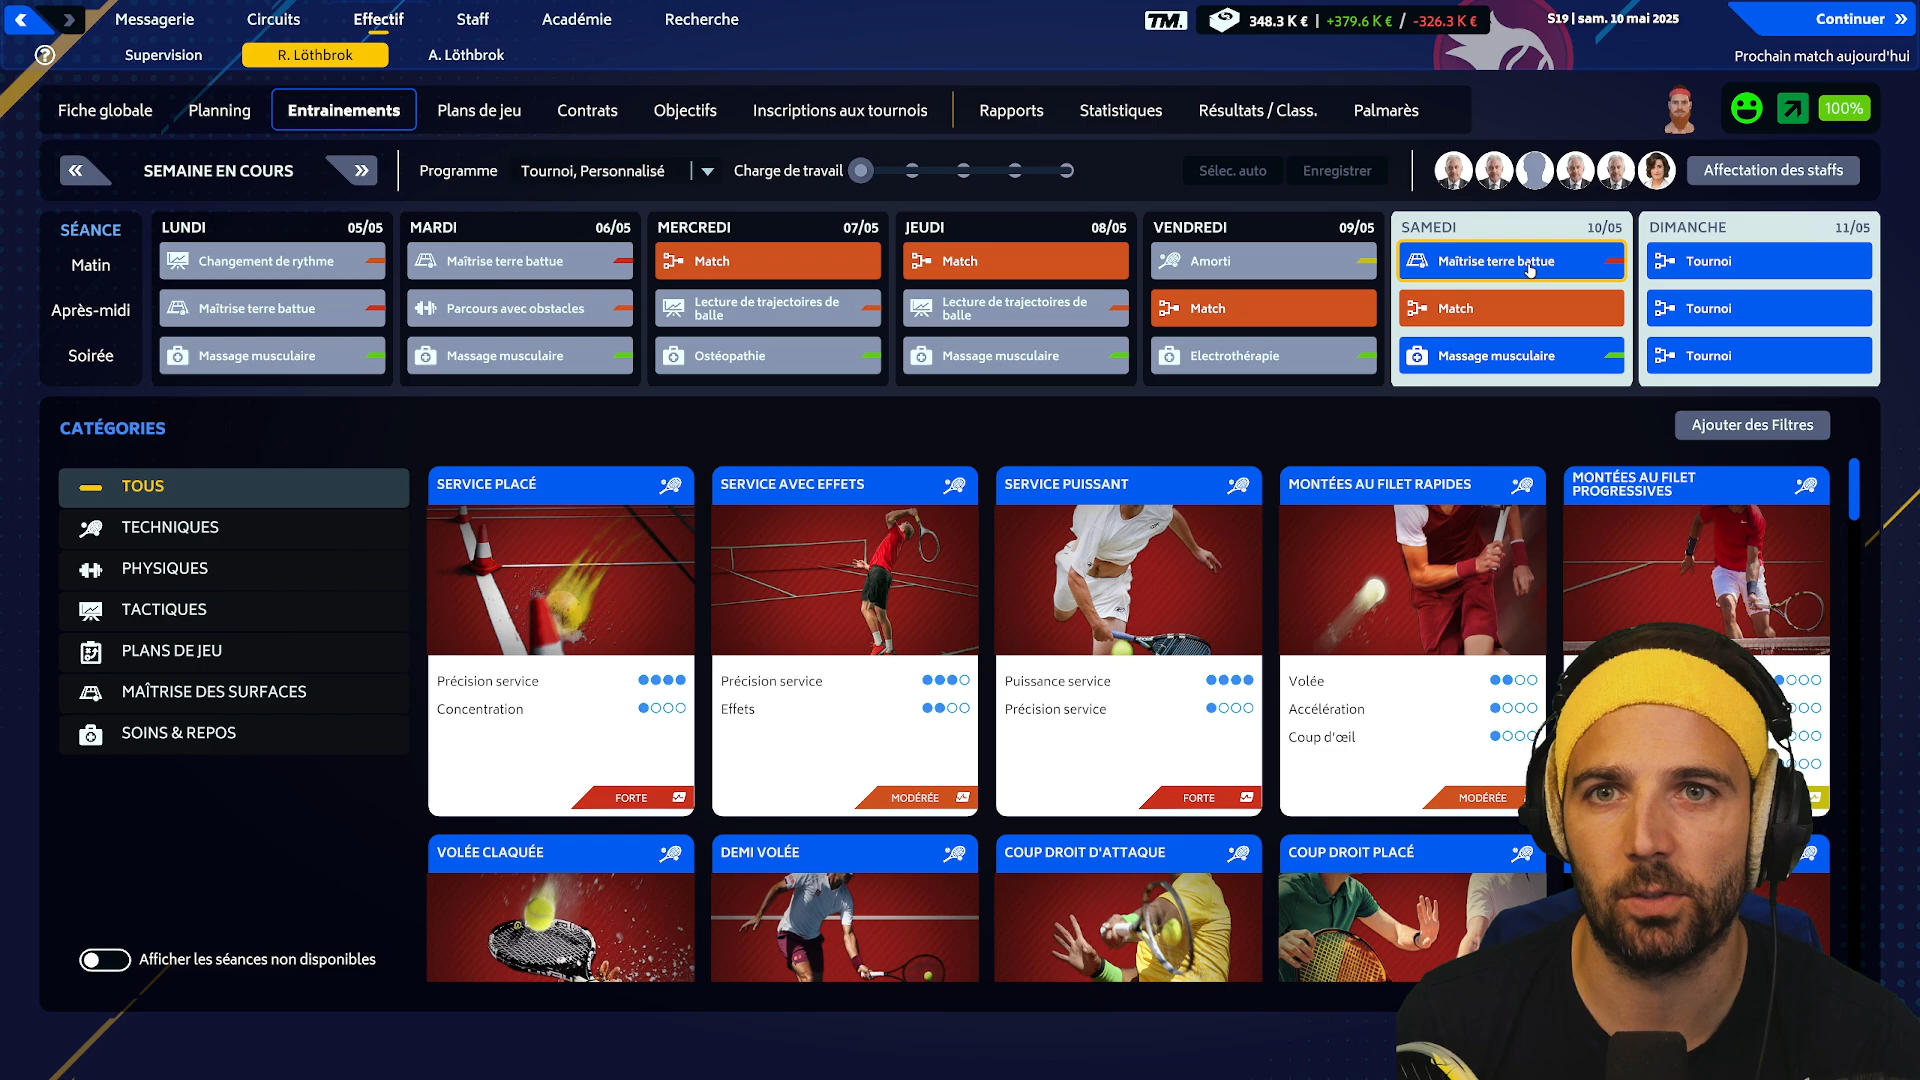 Messagerie
Circuits
Effectif
Staff
Académie
Recherche
TM.
348.3 K € | +379.6 K € / -326.3 K €
S19 | sam. 10 mai 2025
Continuer
Supervision
R. Löthbrok
A. Löthbrok
Prochain match aujourd'hui
Fiche globale
Planning
Entrainements
Plans de jeu
Contrats
Objectifs
Inscriptions aux tournois
Rapports
Statistiques
Résultats / Class.
Palmarès
100%
SEMAINE EN COURS
Programme
Tournoi, Personnalisé
Charge de travail
Sélec. auto
Enregistrer
Affectation des staffs
SÉANCE
Matin
Après-midi
Soirée
LUNDI 05/05
Changement de rythme
Maîtrise terre battue
Massage musculaire
MARDI 06/05
Maîtrise terre battue
Parcours avec obstacles
Massage musculaire
MERCREDI 07/05
Match
Lecture de trajectoires de
balle
Ostéopathie
JEUDI 08/05
Match
Lecture de trajectoires de
balle
Massage musculaire
VENDREDI 09/05
Amorti
Match
Electrothérapie
SAMEDI 10/05
Maîtrise terre battue
Match
Massage musculaire
DIMANCHE 11/05
Tournoi
Tournoi
Tournoi
CATÉGORIES
Ajouter des Filtres
TOUS
TECHNIQUES
PHYSIQUES
TACTIQUES
PLANS DE JEU
MAÎTRISE DES SURFACES
SOINS & REPOS
Afficher les séances non disponibles
SERVICE PLACÉ
Précision service
Concentration
FORTE
SERVICE AVEC EFFETS
Précision service
Effets
MODÉRÉE
SERVICE PUISSANT
Puissance service
Précision service
FORTE
MONTÉES AU FILET RAPIDES
Volée
Accélération
Coup d'œil
MODÉRÉE
MONTÉES AU FILET
PROGRESSIVES
VOLÉE CLAQUÉE
DEMI VOLÉE
COUP DROIT D'ATTAQUE
COUP DROIT PLACÉ